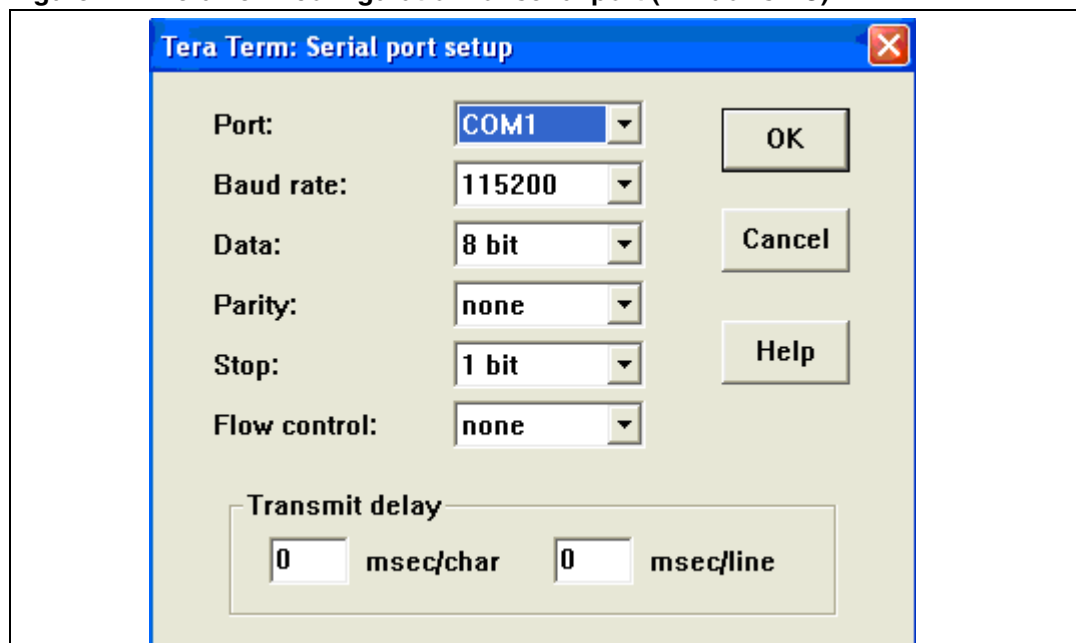 Tera Term: Serial port setup
Port: COM1
OK
Baud rate: 115200
Data: 8 bit
Cancel
Parity: none
Stop: 1 bit
Help
Flow control: none
Transmit delay
0 msec/char 0 msec/line